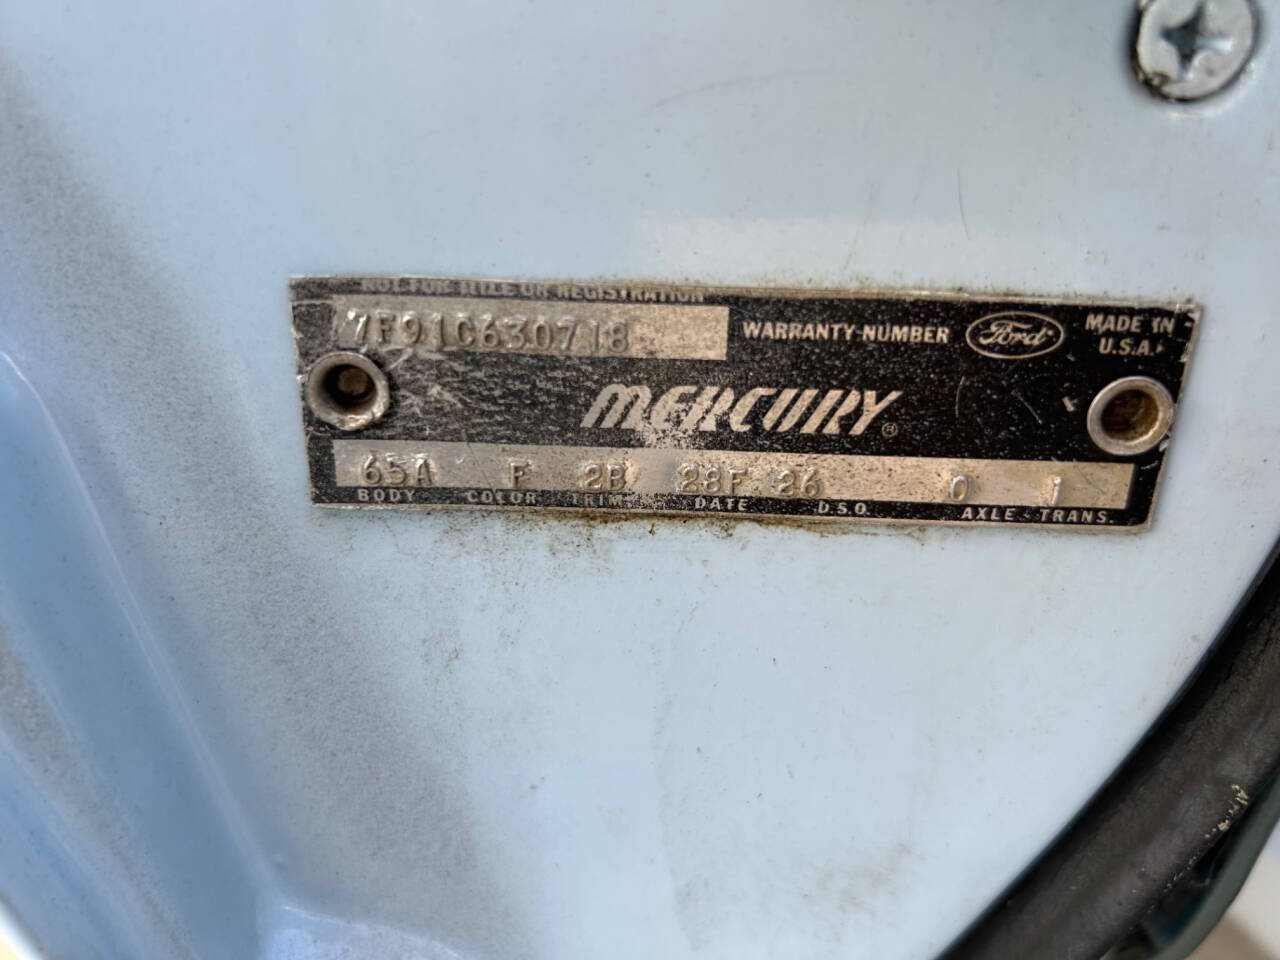 NOT FOR TITLE OR REGISTRATION
7F91C630718 WARRANTY NUMBER Ford MADE IN U.S.A.
MERCURY ®
65A F 2B 28F 26 0 1
BODY COLOR TRIM DATE D.S.O. AXLE TRANS.